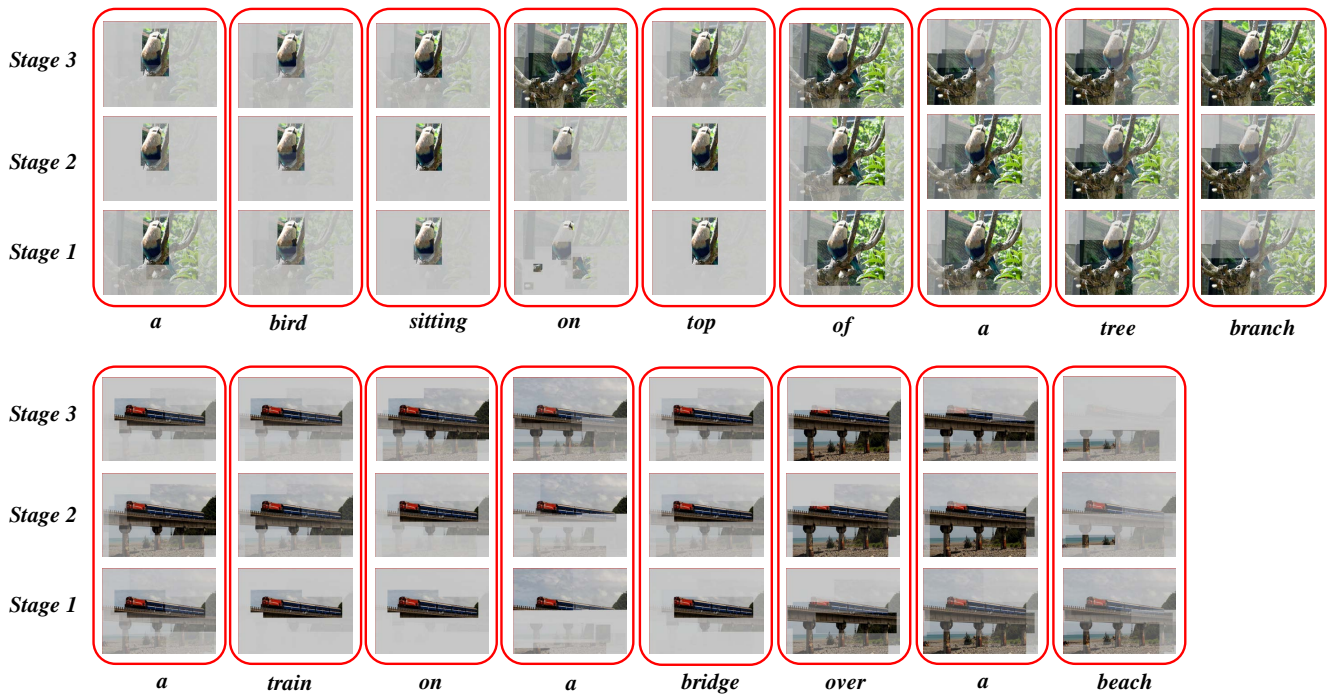 Stage 3
Stage 2
Stage 1
a bird sitting on top of a tree branch
Stage 3
Stage 2
Stage 1
a train on a bridge over a beach